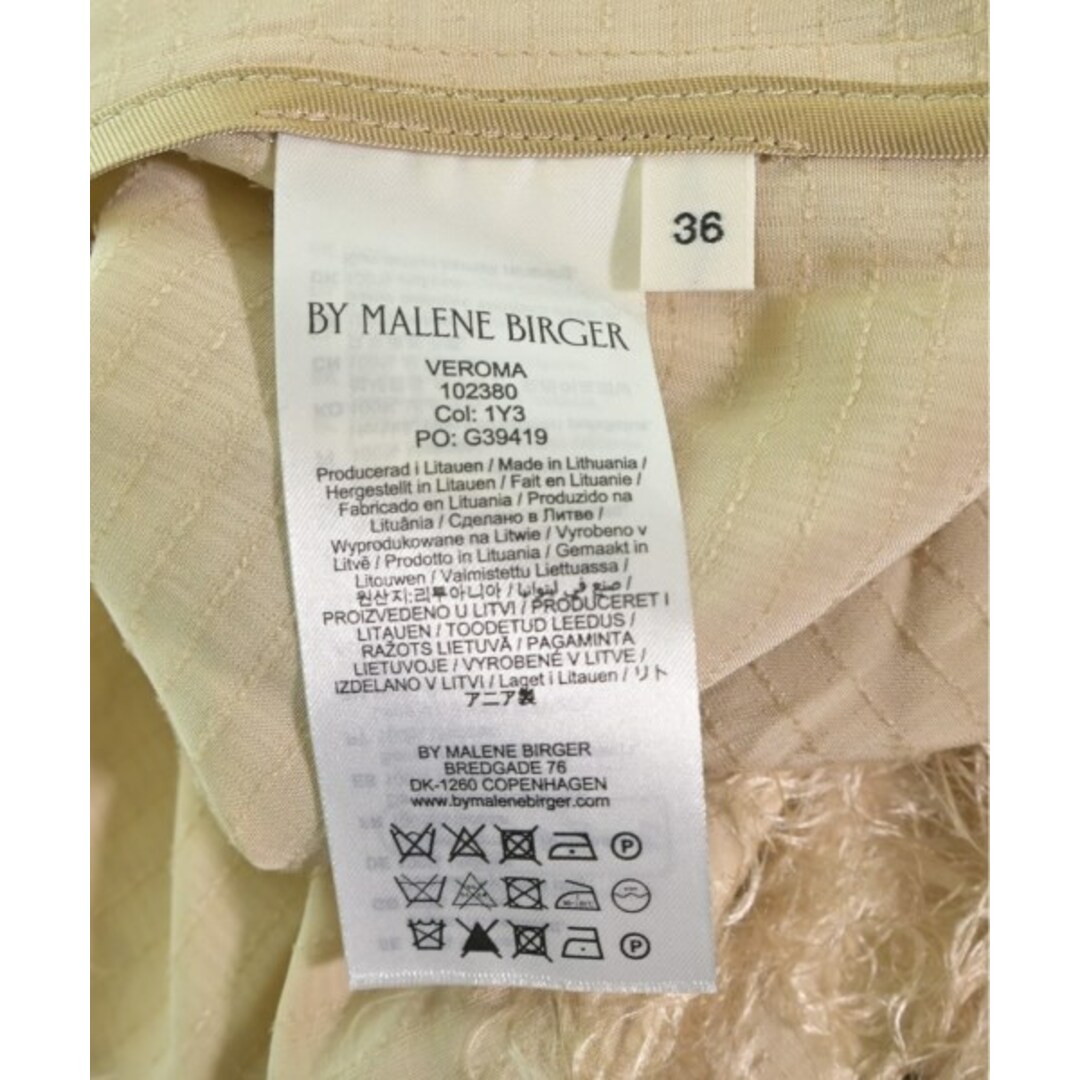 36
BY MALENE BIRGER
VEROMA
102380
Col: 1Y3
PO: G39419
Producerad i Litauen / Made in Lithuania /
Hergestellt in Litauen / Fait en Lituanie /
Fabricado en Lituania / Produzido na
Lituânia / Сделано в Литве /
Wyprodukowane na Litwie / Vyrobeno v
Litvě / Prodotto in Lituania / Gemaakt in
Litouwen / Valmistettu Liettuassa /
원산지:리투아니아 / صنع في ليتوانيا /
PROIZVEDENO U LITVI / PRODUCERET I
LITAUEN / TOODETUD LEEDUS /
RAŽOTS LIETUVĀ / PAGAMINTA
LIETUVOJE / VYROBENÉ V LITVE /
IZDELANO V LITVI / Laget i Litauen / リト
アニア製
BY MALENE BIRGER
BREDGADE 76
DK-1260 COPENHAGEN
www.bymalenebirger.com
P
P